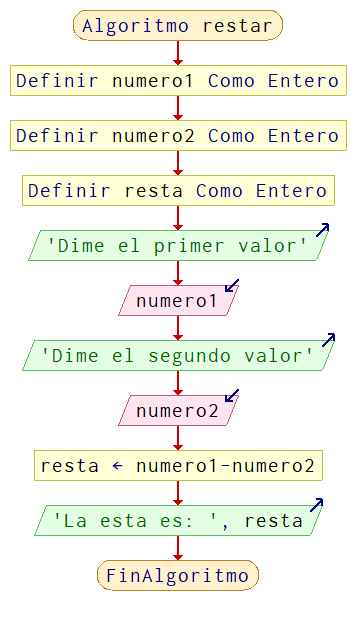 Algoritmo restar
Definir numero1 Como Entero
Definir numero2 Como Entero
Definir resta Como Entero
'Dime el primer valor'
numero1
'Dime el segundo valor'
numero2
resta ← numero1-numero2
'La esta es: ', resta
FinAlgoritmo